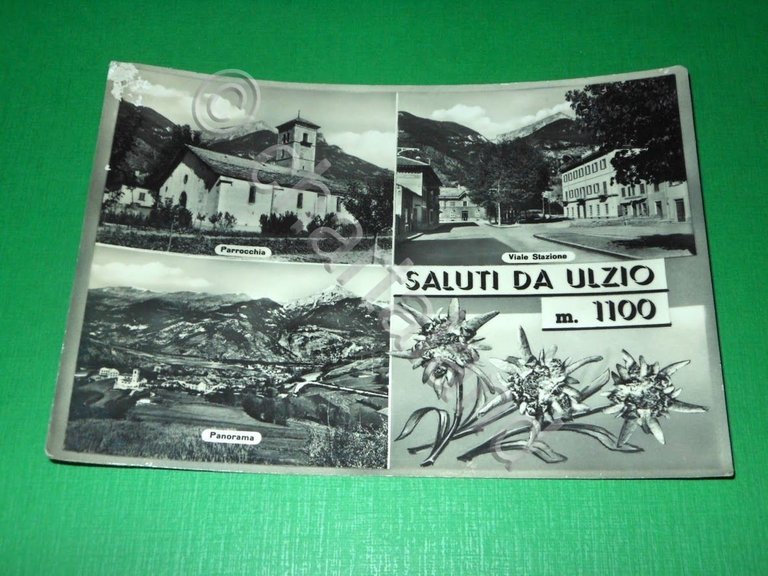 Parrocchia
Viale Stazione
SALUTI DA ULZIO
m. 1100
Panorama
©